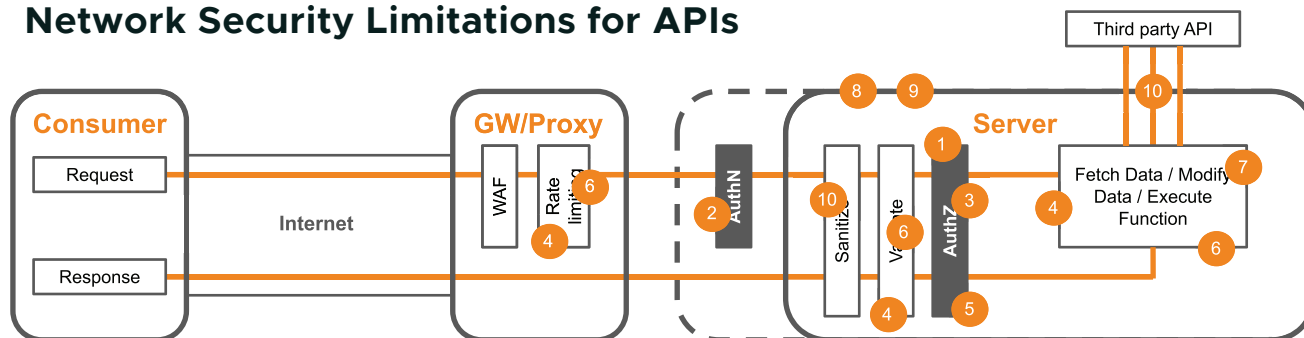 Network Security Limitations for APIs
Third party API
8
9
10
Consumer
GW/Proxy
Server
Request
WAF
Rate
limiting
6
4
Internet
Response
AuthN
2
Sanitize
10
6
4
AuthZ
1
3
5
Fetch Data / Modify
Data / Execute
Function
7
4
6